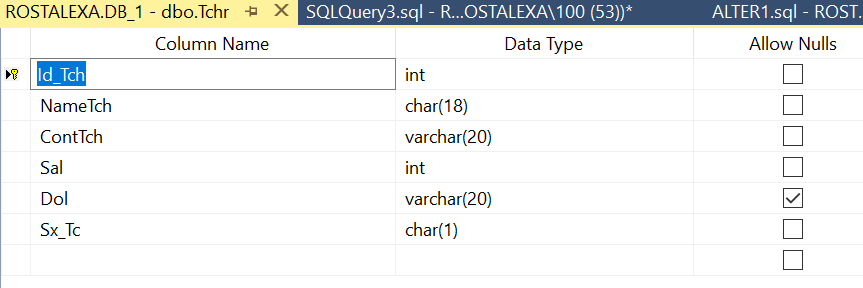 ROSTALEXA.DB_1 - dbo.Tchr SQLQuery3.sql - R...OSTALEXA\100 (53))* ALTER1.sql - ROST.
Column Name Data Type Allow Nulls
Id_Tch int
NameTch char(18)
ContTch varchar(20)
Sal int
Dol varchar(20)
Sx_Tc char(1)